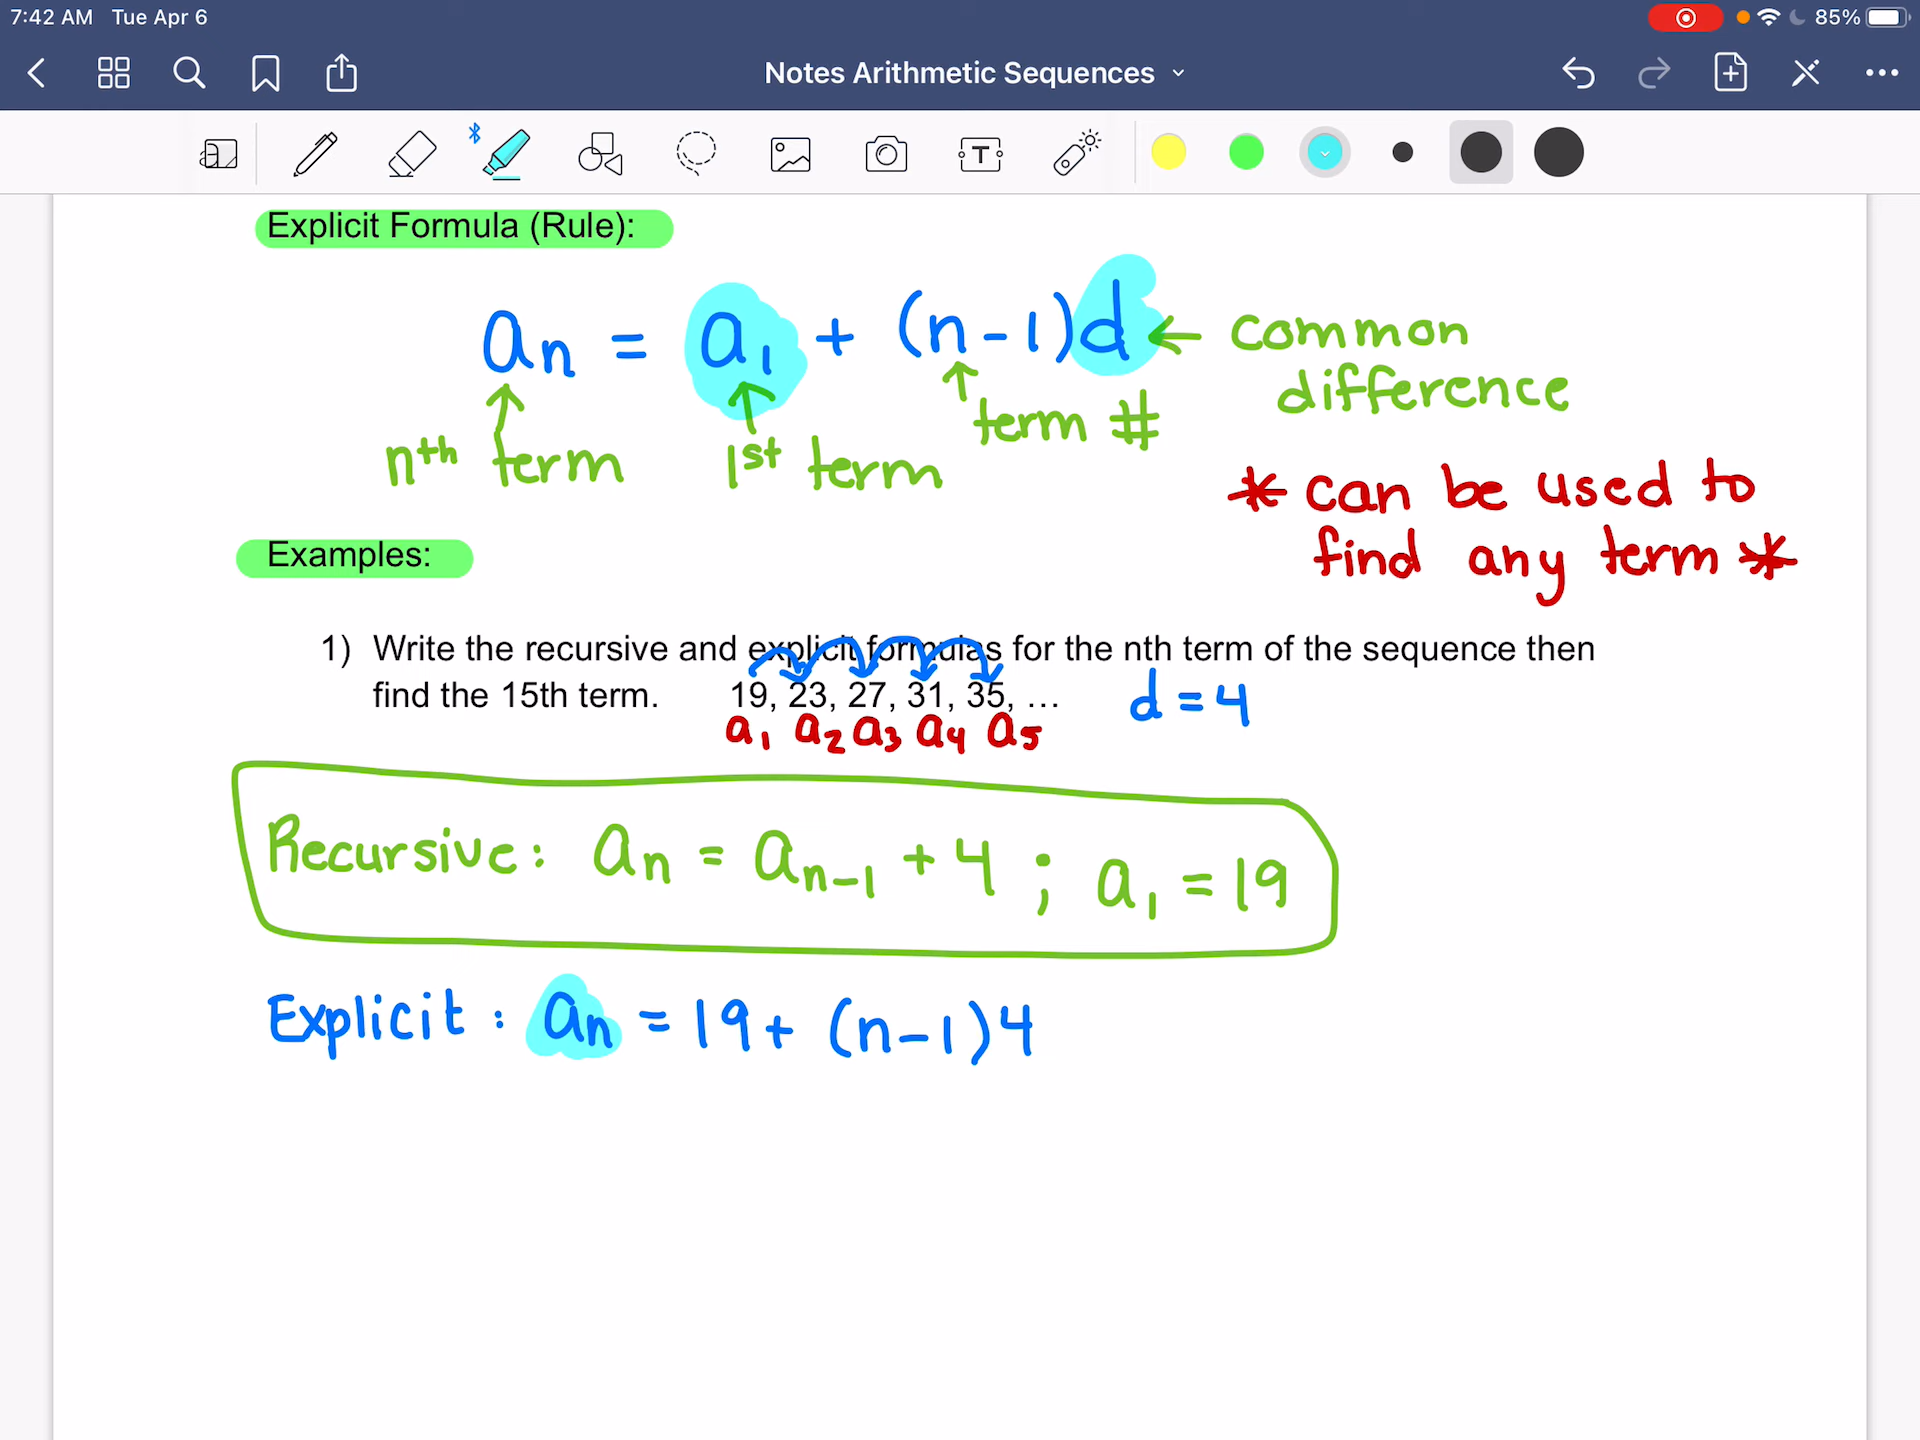 7:42 AM Tue Apr 6 85%
Notes Arithmetic Sequences
Explicit Formula (Rule):
aₙ = a₁ + (n-1)d ← common
difference
term #
nᵗʰ term 1ˢᵗ term
* can be used to
find any term *
Examples:
1) Write the recursive and explicit formulas for the nth term of the sequence then
find the 15th term. 19, 23, 27, 31, 35, … d = 4
a₁ a₂ a₃ a₄ a₅
Recursive: aₙ = aₙ₋₁ + 4 ; a₁ = 19
Explicit: aₙ = 19 + (n-1)4